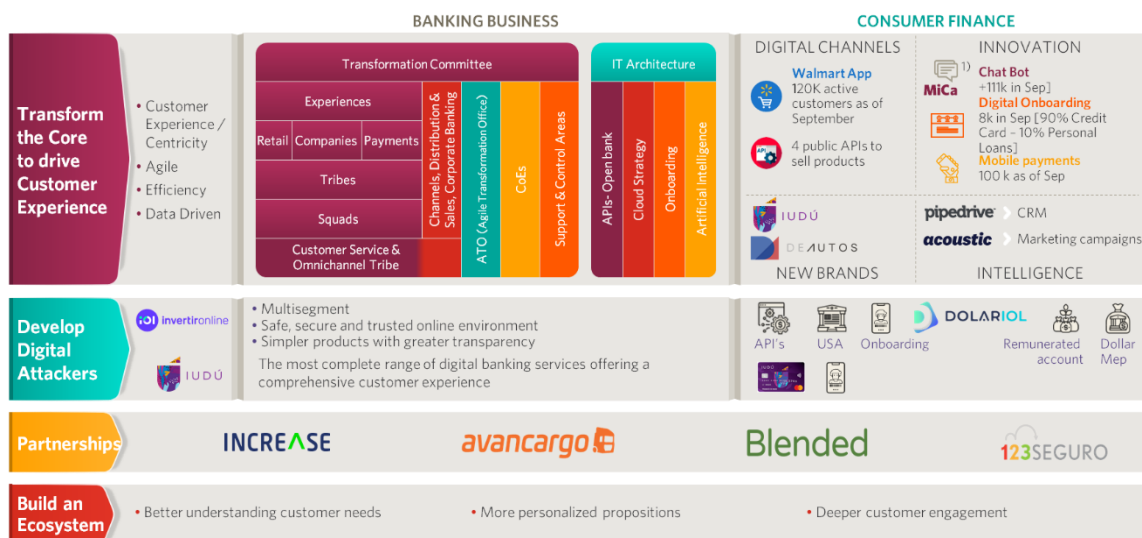 BANKING BUSINESS
CONSUMER FINANCE
Transform
the Core
to drive
Customer
Experience
• Customer
Experience /
Centricity
• Agile
• Efficiency
• Data Driven
Transformation Committee
Experiences
Retail
Companies
Payments
Tribes
Squads
Customer Service &
Omnichannel Tribe
Channels, Distribution &
Sales, Corporate Banking
ATO (Agile Transformation Office)
CoEs
Support & Control Areas
IT Architecture
APIs- Open bank
Cloud Strategy
Onboarding
Artificial Intelligence
DIGITAL CHANNELS
Walmart App
120K active
customers as of
September
API
4 public APIs to
sell products
INNOVATION
MiCa
1)
Chat Bot
+111k in Sep]
Digital Onboarding
8k in Sep [90% Credit
Card – 10% Personal
Loans]
Mobile payments
100 k as of Sep
IUDÚ
DEAUTOS
NEW BRANDS
pipedrive
CRM
acoustic
Marketing campaigns
INTELLIGENCE
Develop
Digital
Attackers
iOl invertironline
IUDÚ
• Multisegment
• Safe, secure and trusted online environment
• Simpler products with greater transparency
The most complete range of digital banking services offering a
comprehensive customer experience
API's
USA
Onboarding
DOLARIOL
Remunerated
account
Dollar
Mep
IUDÚ
Partnerships
INCREASE
avancargo
Blended
123SEGURO
Build an
Ecosystem
• Better understanding customer needs
• More personalized propositions
• Deeper customer engagement